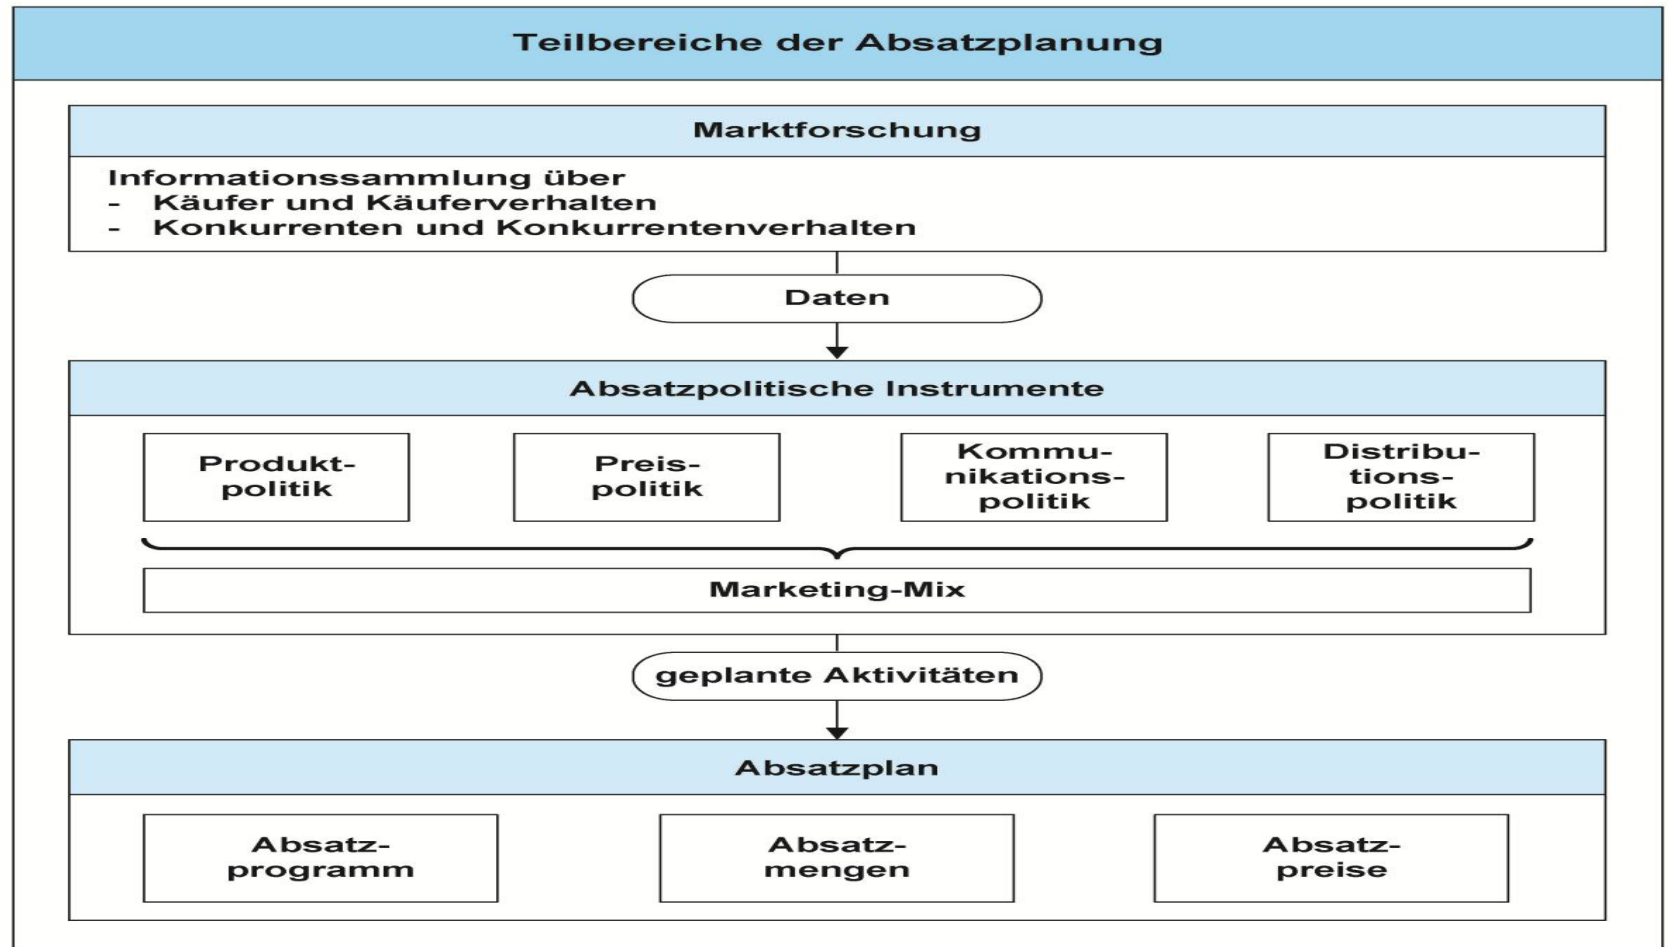 Teilbereiche der Absatzplanung
Marktforschung
Informationssammlung über
- Käufer und Käuferverhalten
- Konkurrenten und Konkurrentenverhalten
Daten
Absatzpolitische Instrumente
Produkt-
politik
Preis-
politik
Kommu-
nikations-
politik
Distribu-
tions-
politik
Marketing-Mix
geplante Aktivitäten
Absatzplan
Absatz-
programm
Absatz-
mengen
Absatz-
preise